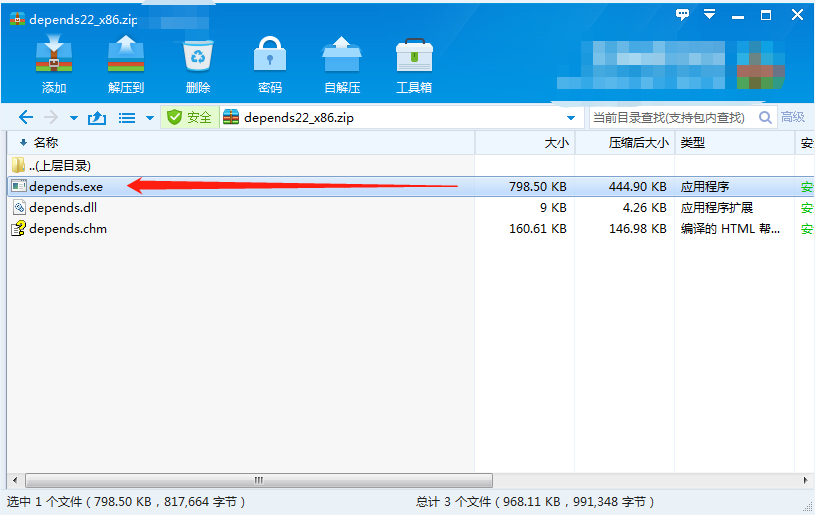 depends22_x86.zip
添加 解压到 删除 密码 自解压 工具箱
安全 depends22_x86.zip 当前目录查找(支持包内查找) 高级
名称 大小 压缩后大小 类型 安
..(上层目录)
depends.exe 798.50 KB 444.90 KB 应用程序 安
depends.dll 9 KB 4.26 KB 应用程序扩展 安
depends.chm 160.61 KB 146.98 KB 编译的 HTML 帮... 安
选中 1 个文件 ( 798.50 KB , 817,664 字节 ) 总计 3 个文件 ( 968.11 KB , 991,348 字节 )